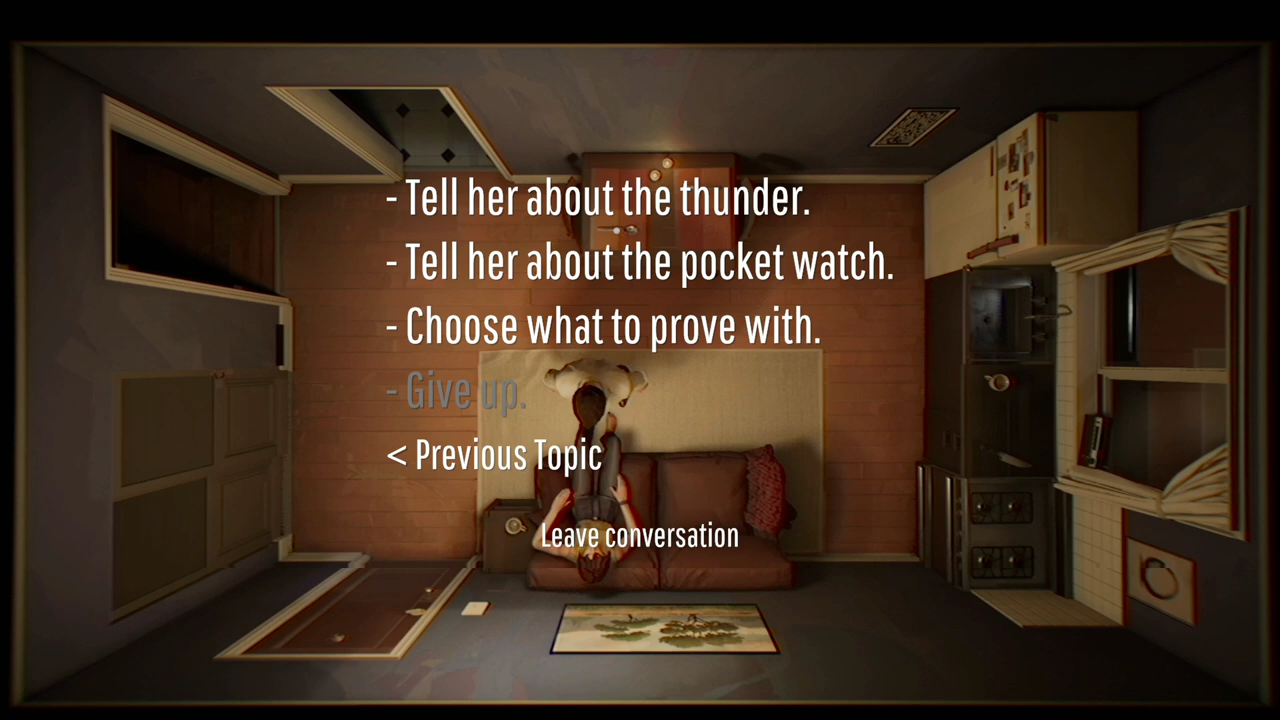 - Tell her about the thunder.
- Tell her about the pocket watch.
- Choose what to prove with.
- Give up.
< Previous Topic
Leave conversation